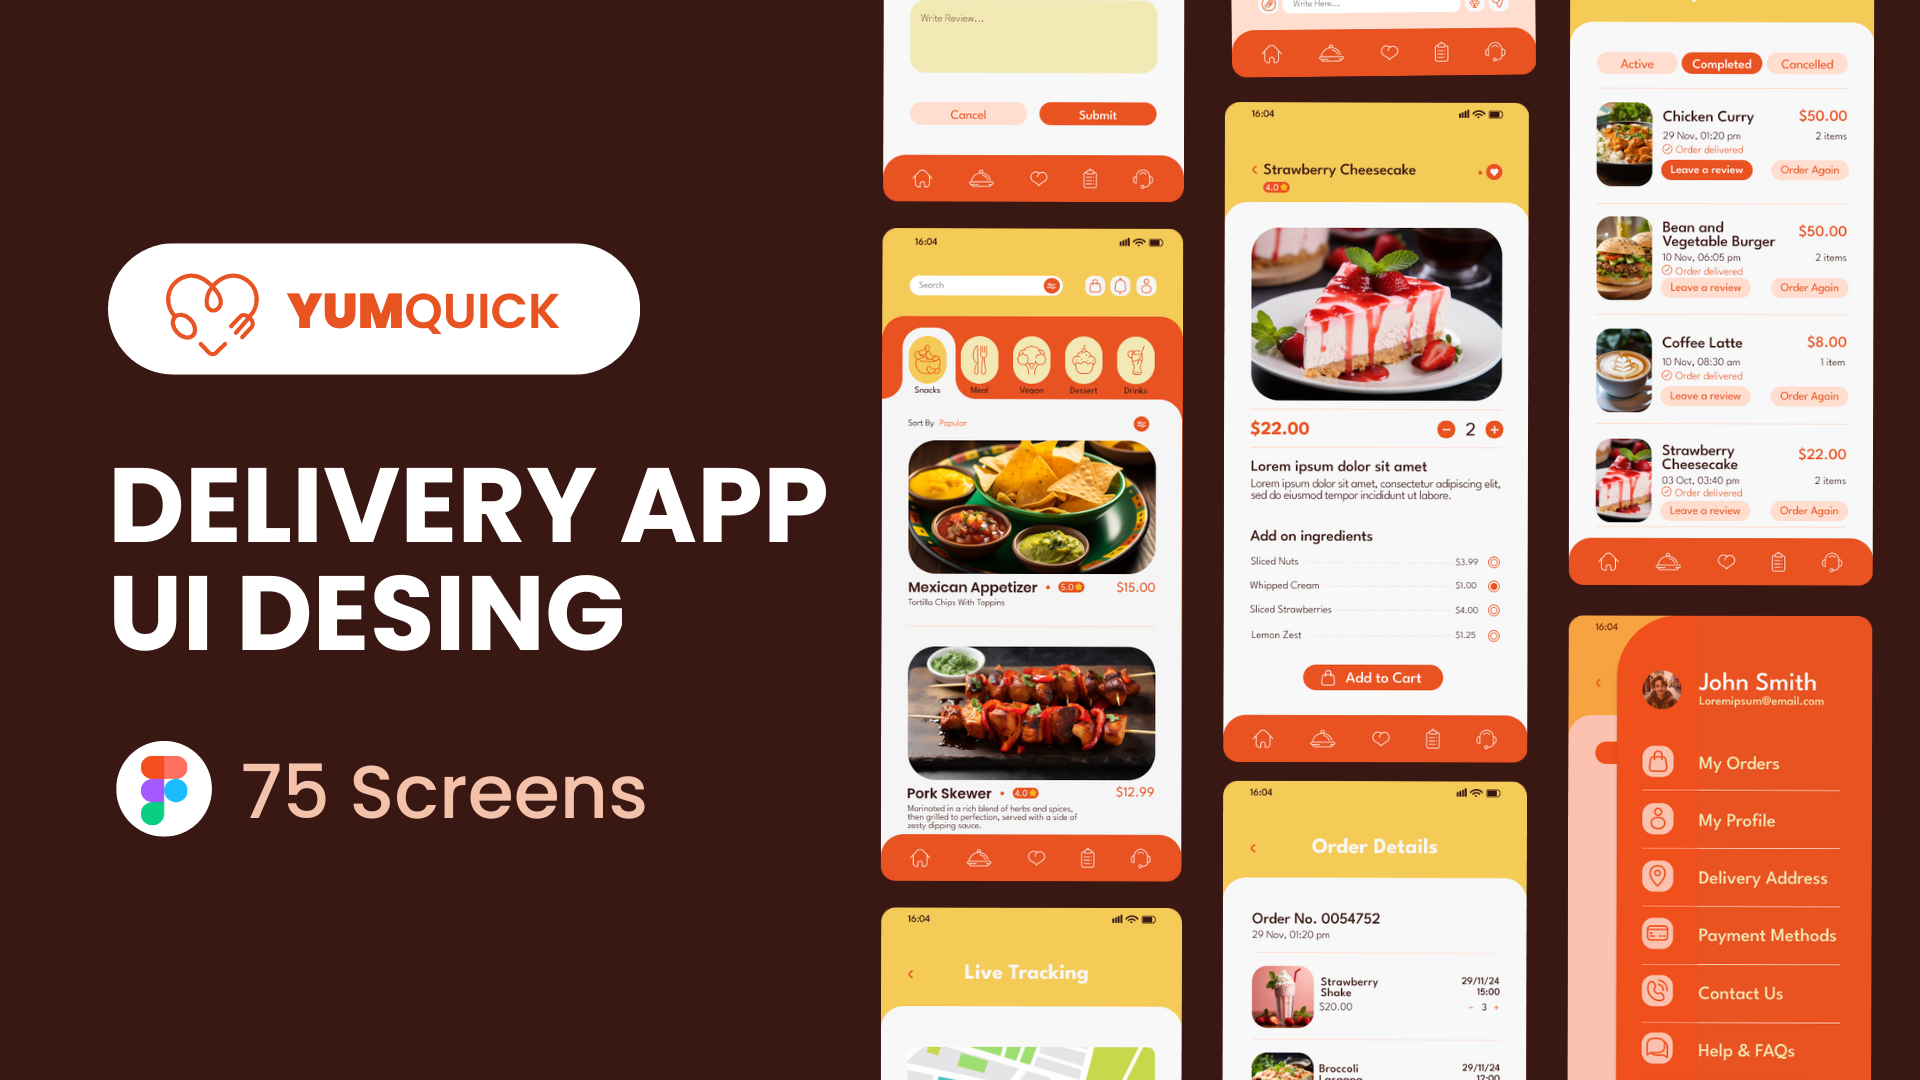 YUMQUICK
DELIVERY APP
UI DESING
75 Screens
Write Review...
Cancel
Submit
16:04
Search
Snacks
Meal
Vegan
Dessert
Drinks
Sort By Popular
Mexican Appetizer • 5.0 $15.00
Tortilla Chips With Toppins
Pork Skewer • 4.0 $12.99
Marinated in a rich blend of herbs and spices,
then grilled to perfection, served with a side of
zesty dipping sauce.
16:04
Live Tracking
Write Here...
16:04
Strawberry Cheesecake
4.0
$22.00
2
Lorem ipsum dolor sit amet
Lorem ipsum dolor sit amet, consectetur adipiscing elit,
sed do eiusmod tempor incididunt ut labore.
Add on ingredients
Sliced Nuts $3.99
Whipped Cream $1.00
Sliced Strawberries $4.00
Lemon Zest $1.25
Add to Cart
16:04
Order Details
Order No. 0054752
29 Nov, 01:20 pm
Strawberry
Shake
$20.00
29/11/24
15:00
- 3 +
Broccoli
Lasagna
29/11/24
12:00
Active
Completed
Cancelled
Chicken Curry $50.00
29 Nov, 01:20 pm 2 items
Order delivered
Leave a review Order Again
Bean and
Vegetable Burger $50.00
10 Nov, 06:05 pm 2 items
Order delivered
Leave a review Order Again
Coffee Latte $8.00
10 Nov, 08:30 am 1 item
Order delivered
Leave a review Order Again
Strawberry
Cheesecake $22.00
03 Oct, 03:40 pm 2 items
Order delivered
Leave a review Order Again
16:04
John Smith
Loremipsum@email.com
My Orders
My Profile
Delivery Address
Payment Methods
Contact Us
Help & FAQs